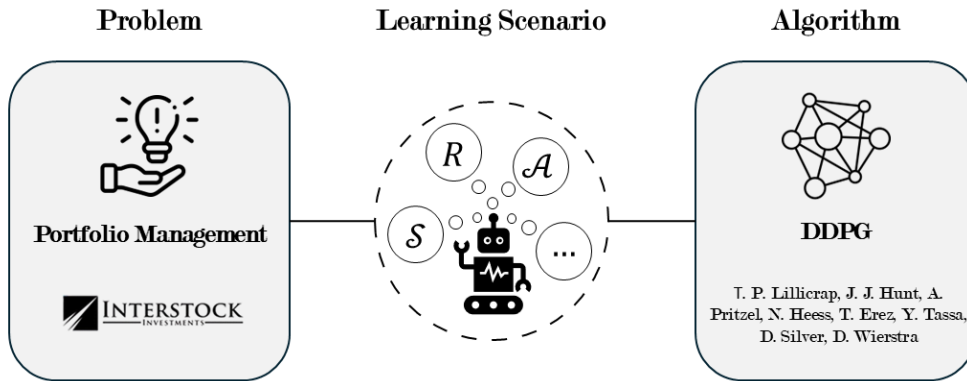 Problem
Learning Scenario
Algorithm
Portfolio Management
INTERSTOCK
INVESTMENTS
R
A
S
...
DDPG
T. P. Lillicrap, J. J. Hunt, A.
Pritzel, N. Heess, T. Erez, Y. Tassa,
D. Silver, D. Wierstra